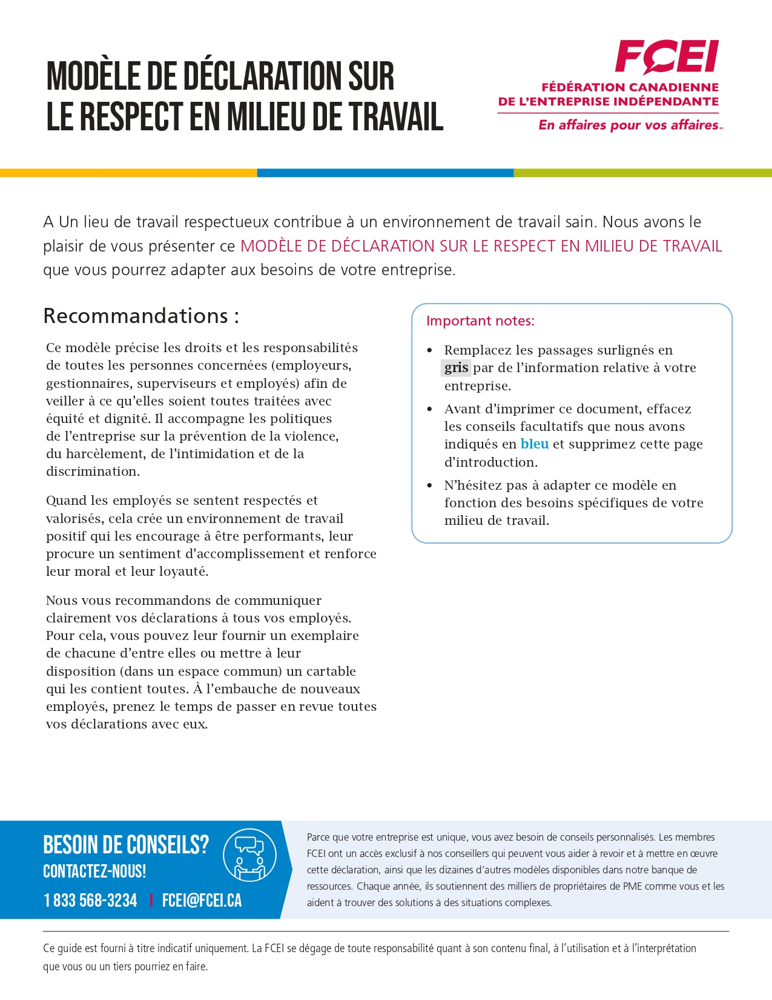 MODÈLE DE DÉCLARATION SUR
LE RESPECT EN MILIEU DE TRAVAIL
FCEI
FÉDÉRATION CANADIENNE
DE L’ENTREPRISE INDÉPENDANTE
En affaires pour vos affaires
A Un lieu de travail respectueux contribue à un environnement de travail sain. Nous avons le
plaisir de vous présenter ce MODÈLE DE DÉCLARATION SUR LE RESPECT EN MILIEU DE TRAVAIL
que vous pourrez adapter aux besoins de votre entreprise.
Recommandations :
Ce modèle précise les droits et les responsabilités
de toutes les personnes concernées (employeurs,
gestionnaires, superviseurs et employés) afin de
veiller à ce qu’elles soient toutes traitées avec
équité et dignité. Il accompagne les politiques
de l’entreprise sur la prévention de la violence,
du harcèlement, de l’intimidation et de la
discrimination.
Quand les employés se sentent respectés et
valorisés, cela crée un environnement de travail
positif qui les encourage à être performants, leur
procure un sentiment d’accomplissement et renforce
leur moral et leur loyauté.
Nous vous recommandons de communiquer
clairement vos déclarations à tous vos employés.
Pour cela, vous pouvez leur fournir un exemplaire
de chacune d’entre elles ou mettre à leur
disposition (dans un espace commun) un cartable
qui les contient toutes. À l’embauche de nouveaux
employés, prenez le temps de passer en revue toutes
vos déclarations avec eux.
Important notes:
• Remplacez les passages surlignés en
gris par de l’information relative à votre
entreprise.
• Avant d’imprimer ce document, effacez
les conseils facultatifs que nous avons
indiqués en bleu et supprimez cette page
d’introduction.
• N’hésitez pas à adapter ce modèle en
fonction des besoins spécifiques de votre
milieu de travail.
BESOIN DE CONSEILS?
CONTACTEZ-NOUS!
1 833 568-3234 | FCEI@FCEI.CA
Parce que votre entreprise est unique, vous avez besoin de conseils personnalisés. Les membres
FCEI ont un accès exclusif à nos conseillers qui peuvent vous aider à revoir et à mettre en œuvre
cette déclaration, ainsi que les dizaines d’autres modèles disponibles dans notre banque de
ressources. Chaque année, ils soutiennent des milliers de propriétaires de PME comme vous et les
aident à trouver des solutions à des situations complexes.
Ce guide est fourni à titre indicatif uniquement. La FCEI se dégage de toute responsabilité quant à son contenu final, à l’utilisation et à l’interprétation
que vous ou un tiers pourriez en faire.